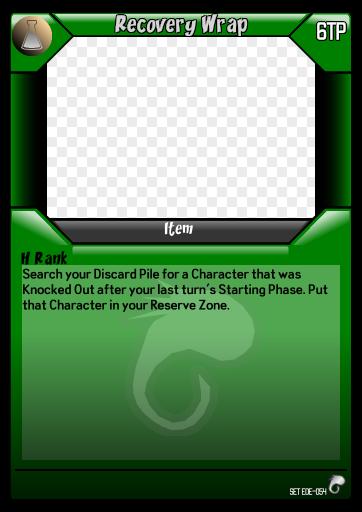 Recovery Wrap
6TP
Item
H Rank
Search your Discard Pile for a Character that was
Knocked Out after your last turn's Starting Phase. Put
that Character in your Reserve Zone.
SET EDE-054